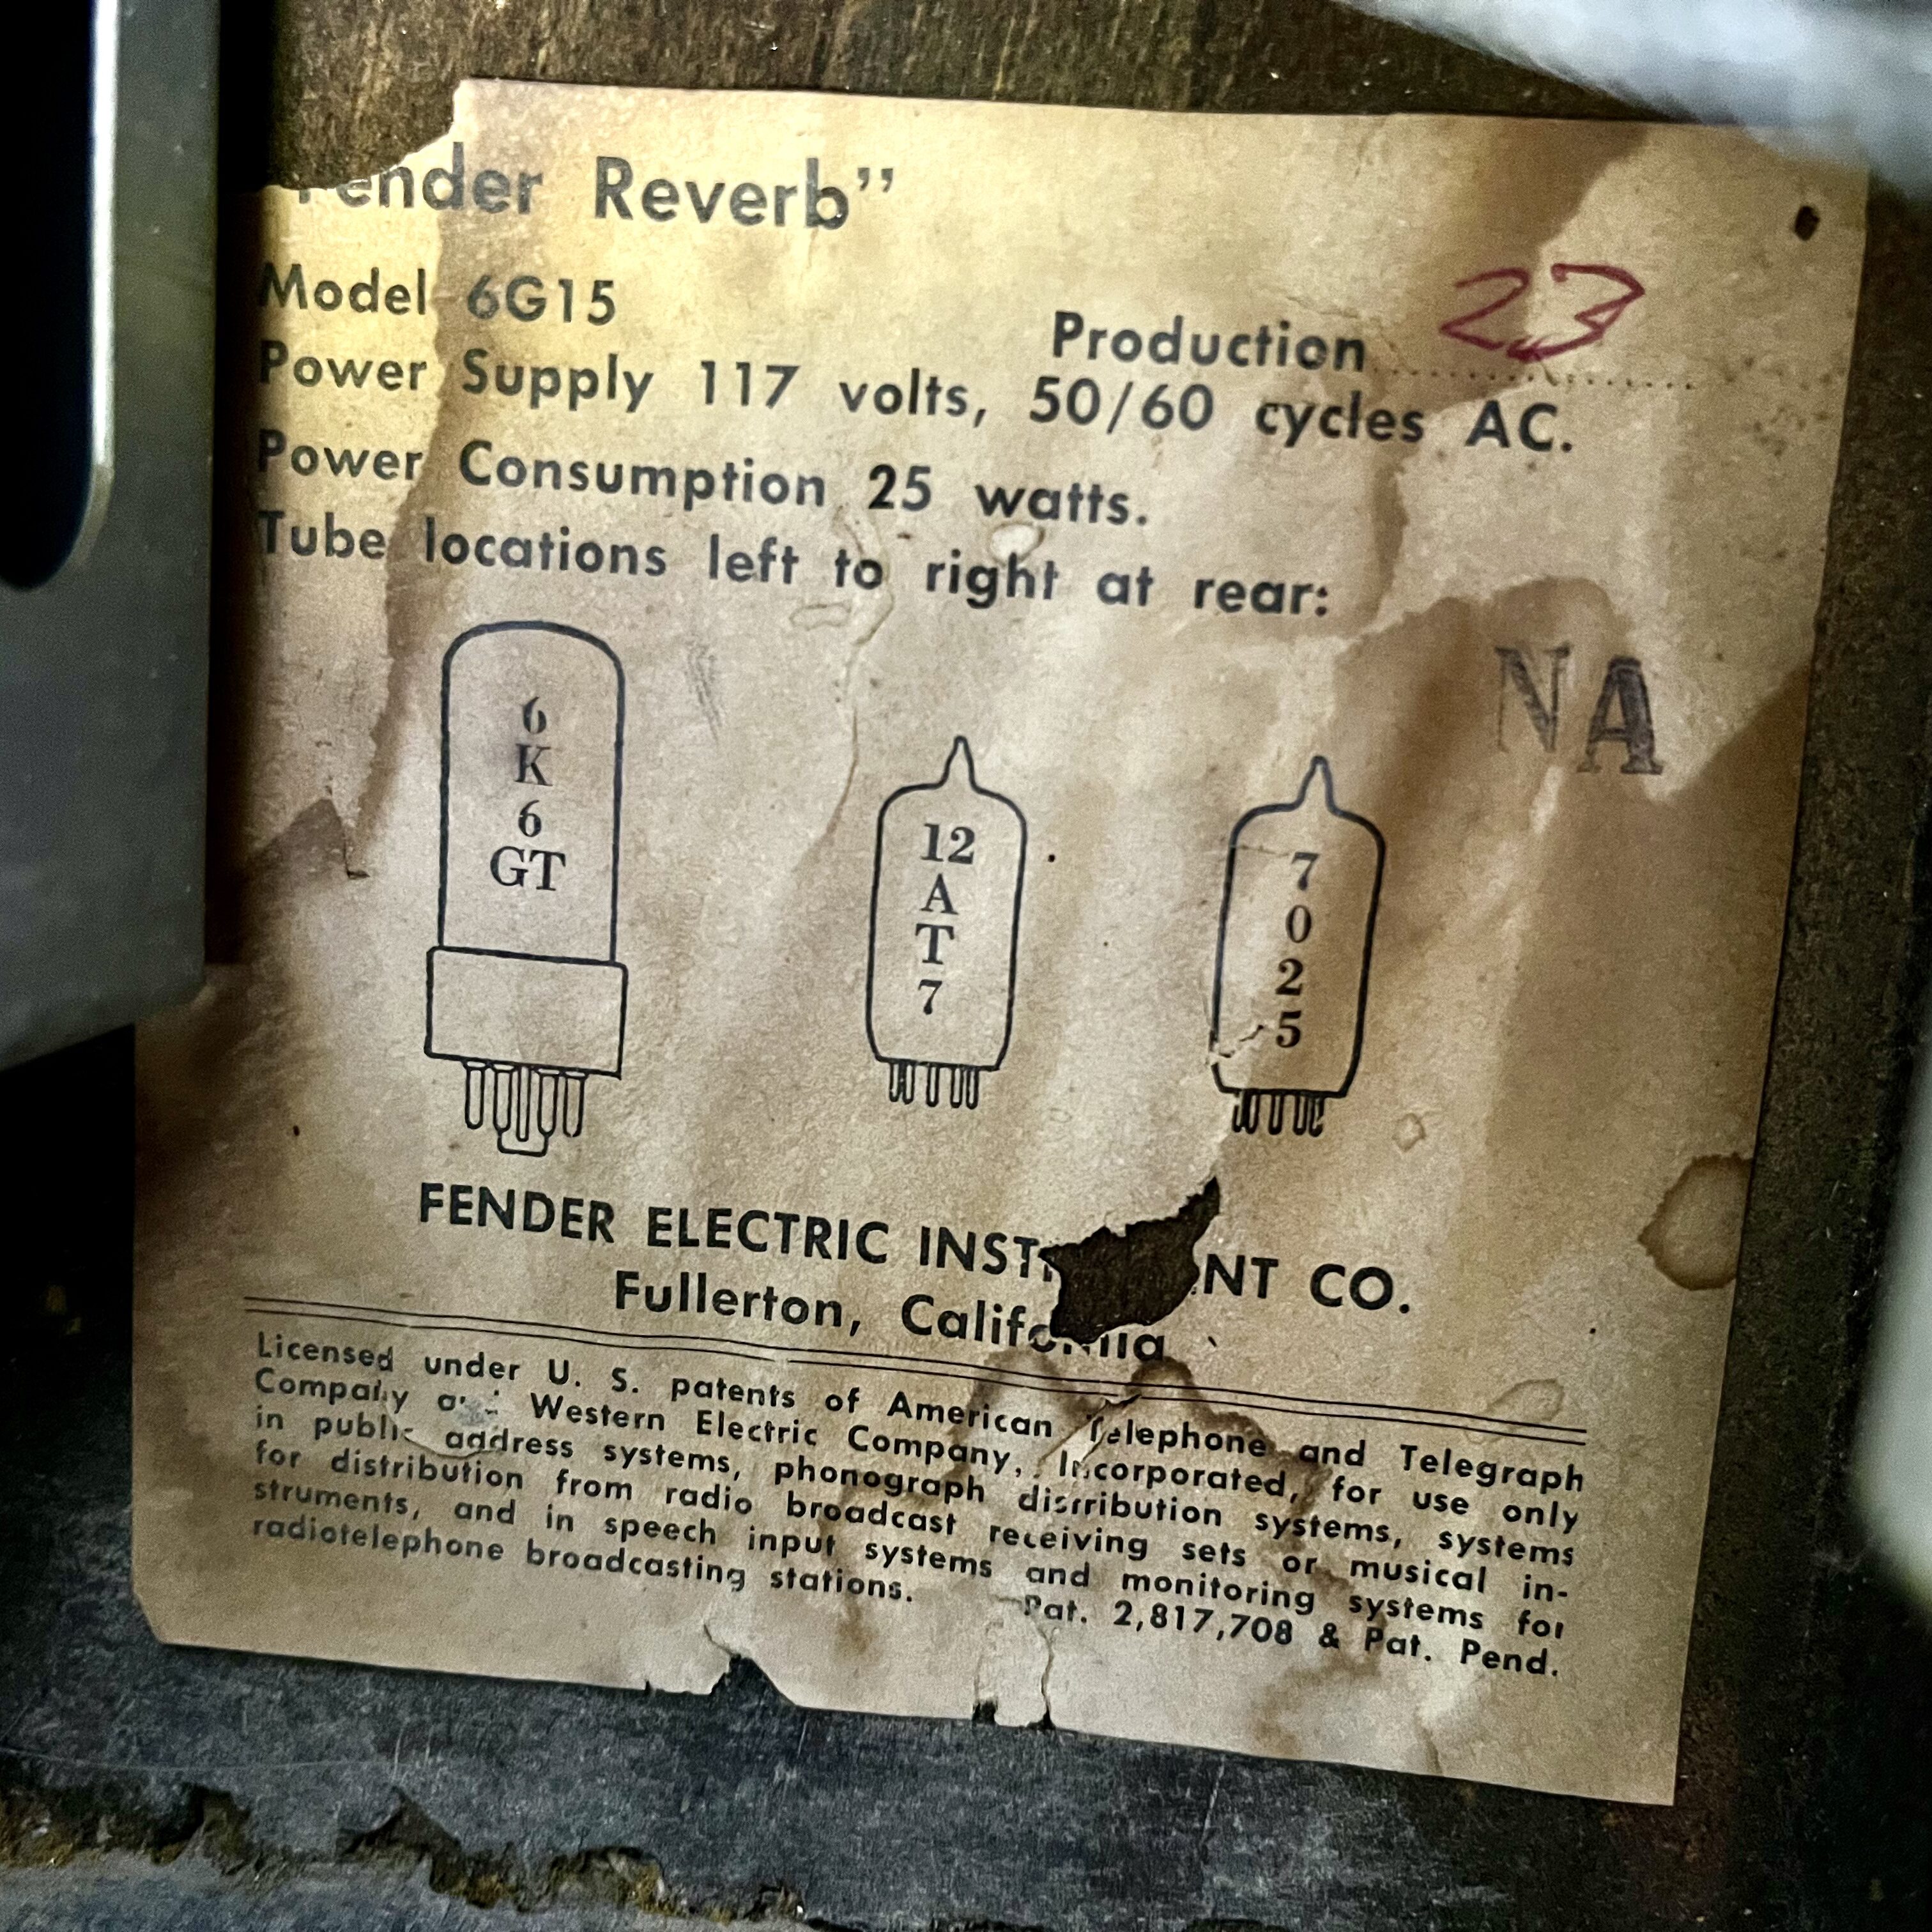 Fender Reverb”
Model 6G15
Production 23
Power Supply 117 volts, 50/60 cycles AC.
Power Consumption 25 watts.
Tube locations left to right at rear:
NA
6
K
6
GT
12
A
T
7
7
0
2
5
FENDER ELECTRIC CO.
Fullerton, California
Licensed under U. S. patents of American Telephone and Telegraph
Company and Western Electric Company, Incorporated, for use only
in public address systems, phonograph distribution systems, systems
for distribution from radio broadcast receiving sets or musical in-
struments, and in speech input systems and monitoring systems for
radiotelephone broadcasting stations. Pat. 2,817,708 & Pat. Pend.